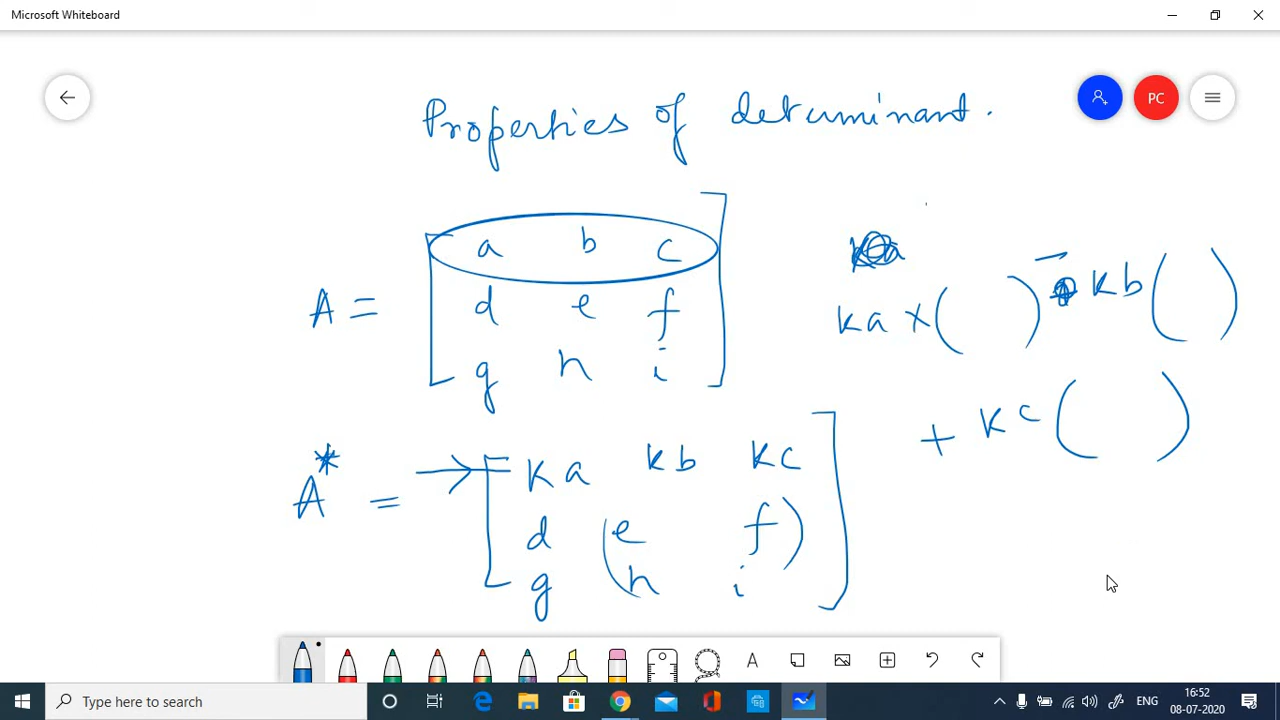 Microsoft Whiteboard
PC
Properties of determinant.
A = [ a b c
d e f
g h i ]
ka x ( ) - kb ( )
+ kc ( )
A* = [ ka kb kc
d (e f)
g (h i ]
A
Type here to search
ENG
16:52
08-07-2020